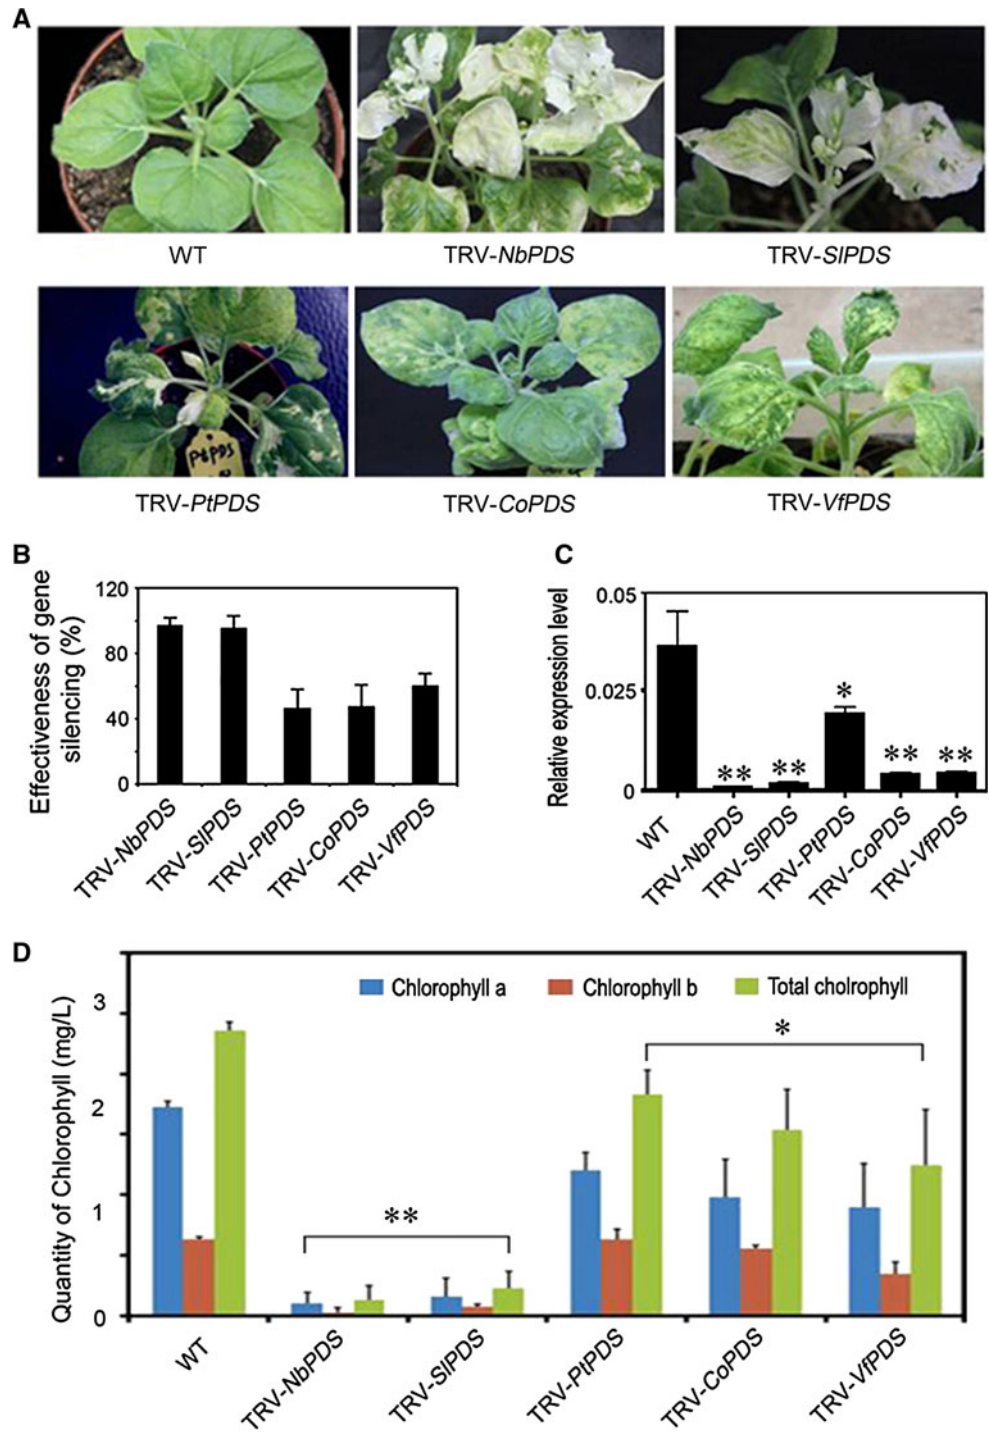 A
WT
TRV-NbPDS
TRV-SlPDS
PtPDS
TRV-PtPDS
TRV-CoPDS
TRV-VfPDS
B
Effectiveness of gene
silencing (%)
120
80
40
0
TRV-NbPDS
TRV-SlPDS
TRV-PtPDS
TRV-CoPDS
TRV-VfPDS
C
Relative expression level
0.05
0.025
0
**
**
*
**
**
WT
TRV-NbPDS
TRV-SlPDS
TRV-PtPDS
TRV-CoPDS
TRV-VfPDS
D
Quantity of Chlorophyll (mg/L)
3
2
1
0
Chlorophyll a
Chlorophyll b
Total cholrophyll
**
*
WT
TRV-NbPDS
TRV-SlPDS
TRV-PtPDS
TRV-CoPDS
TRV-VfPDS